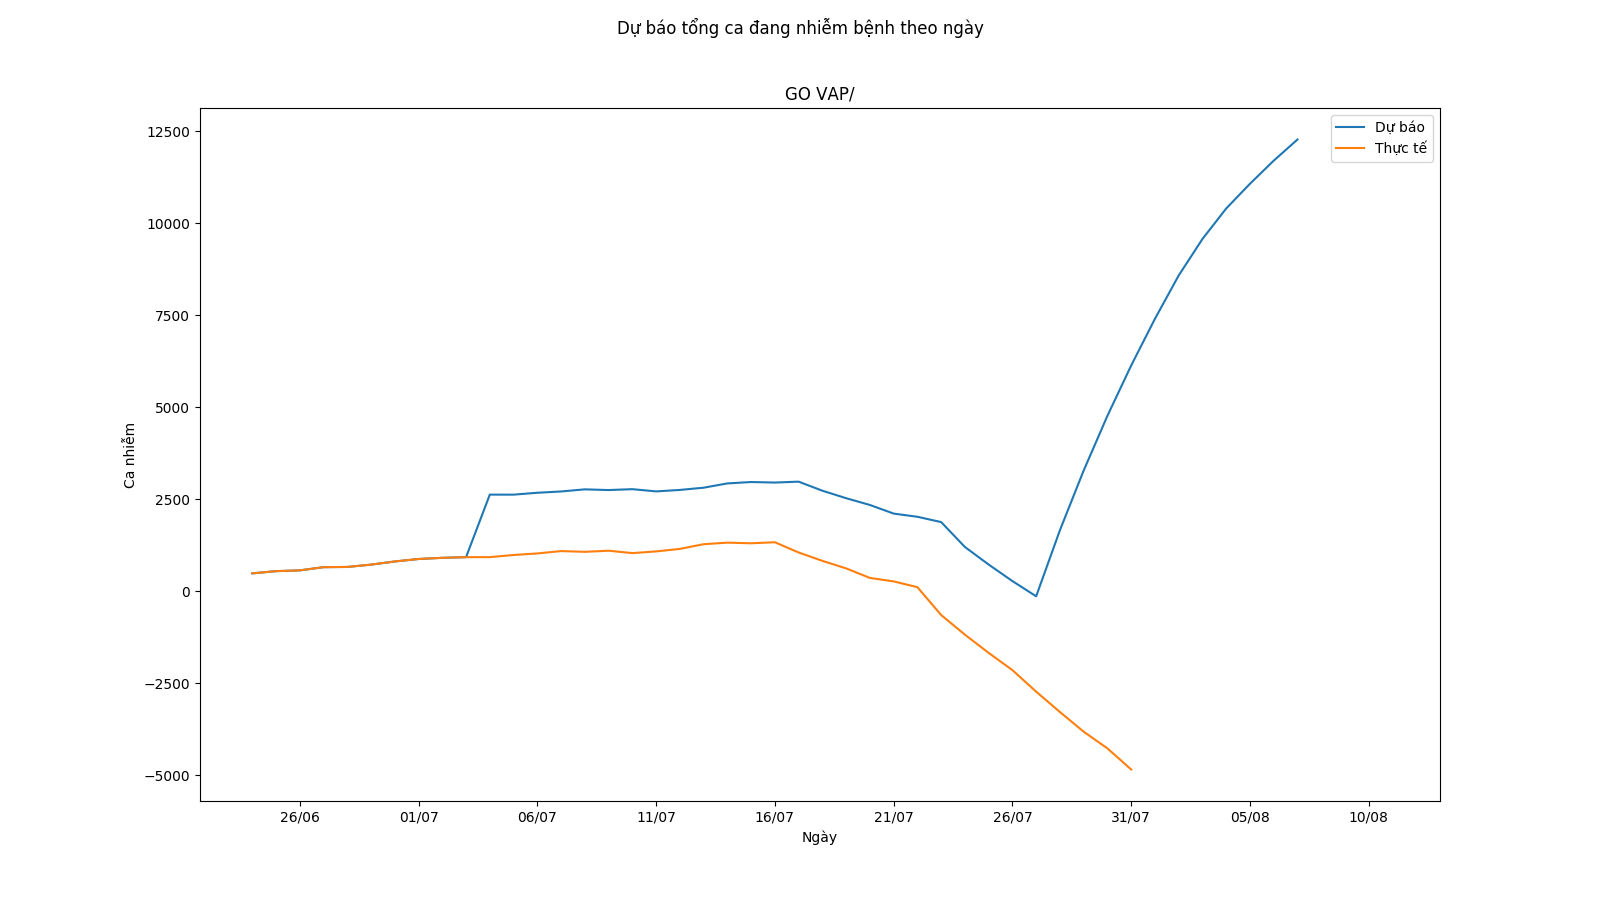 Dự báo tổng ca đang nhiễm bệnh theo ngày
GO VAP/
Dự báo
Thực tế
12500
10000
7500
5000
2500
0
−2500
−5000
Ca nhiễm
26/06 01/07 06/07 11/07 16/07 21/07 26/07 31/07 05/08 10/08
Ngày